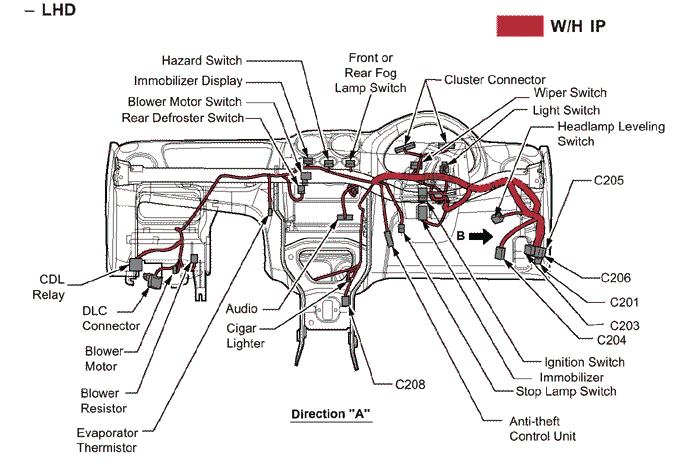 – LHD
W/H IP
Hazard Switch
Immobilizer Display
Blower Motor Switch
Rear Defroster Switch
Front or
Rear Fog
Lamp Switch
Cluster Connector
Wiper Switch
Light Switch
Headlamp Leveling
Switch
C205
B
C206
C201
C203
C204
CDL
Relay
DLC
Connector
Blower
Motor
Blower
Resistor
Evaporator
Thermistor
Audio
Cigar
Lighter
C208
Ignition Switch
Immobilizer
Stop Lamp Switch
Anti-theft
Control Unit
Direction "A"